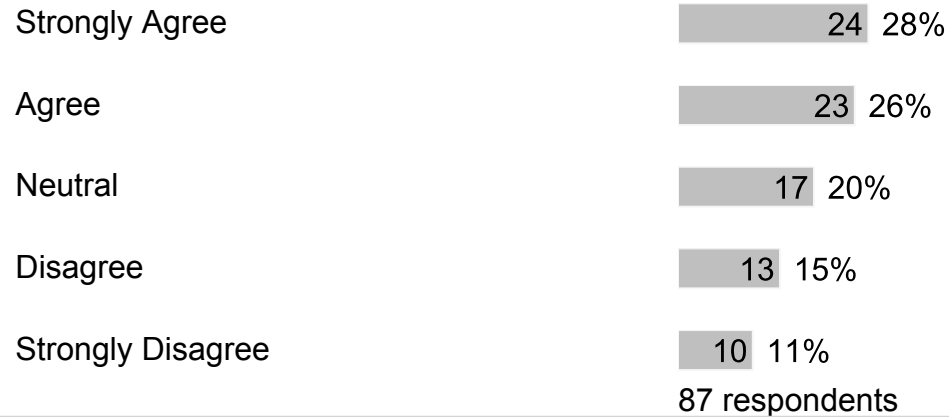 Strongly Agree 24 28%
Agree 23 26%
Neutral 17 20%
Disagree 13 15%
Strongly Disagree 10 11%
87 respondents